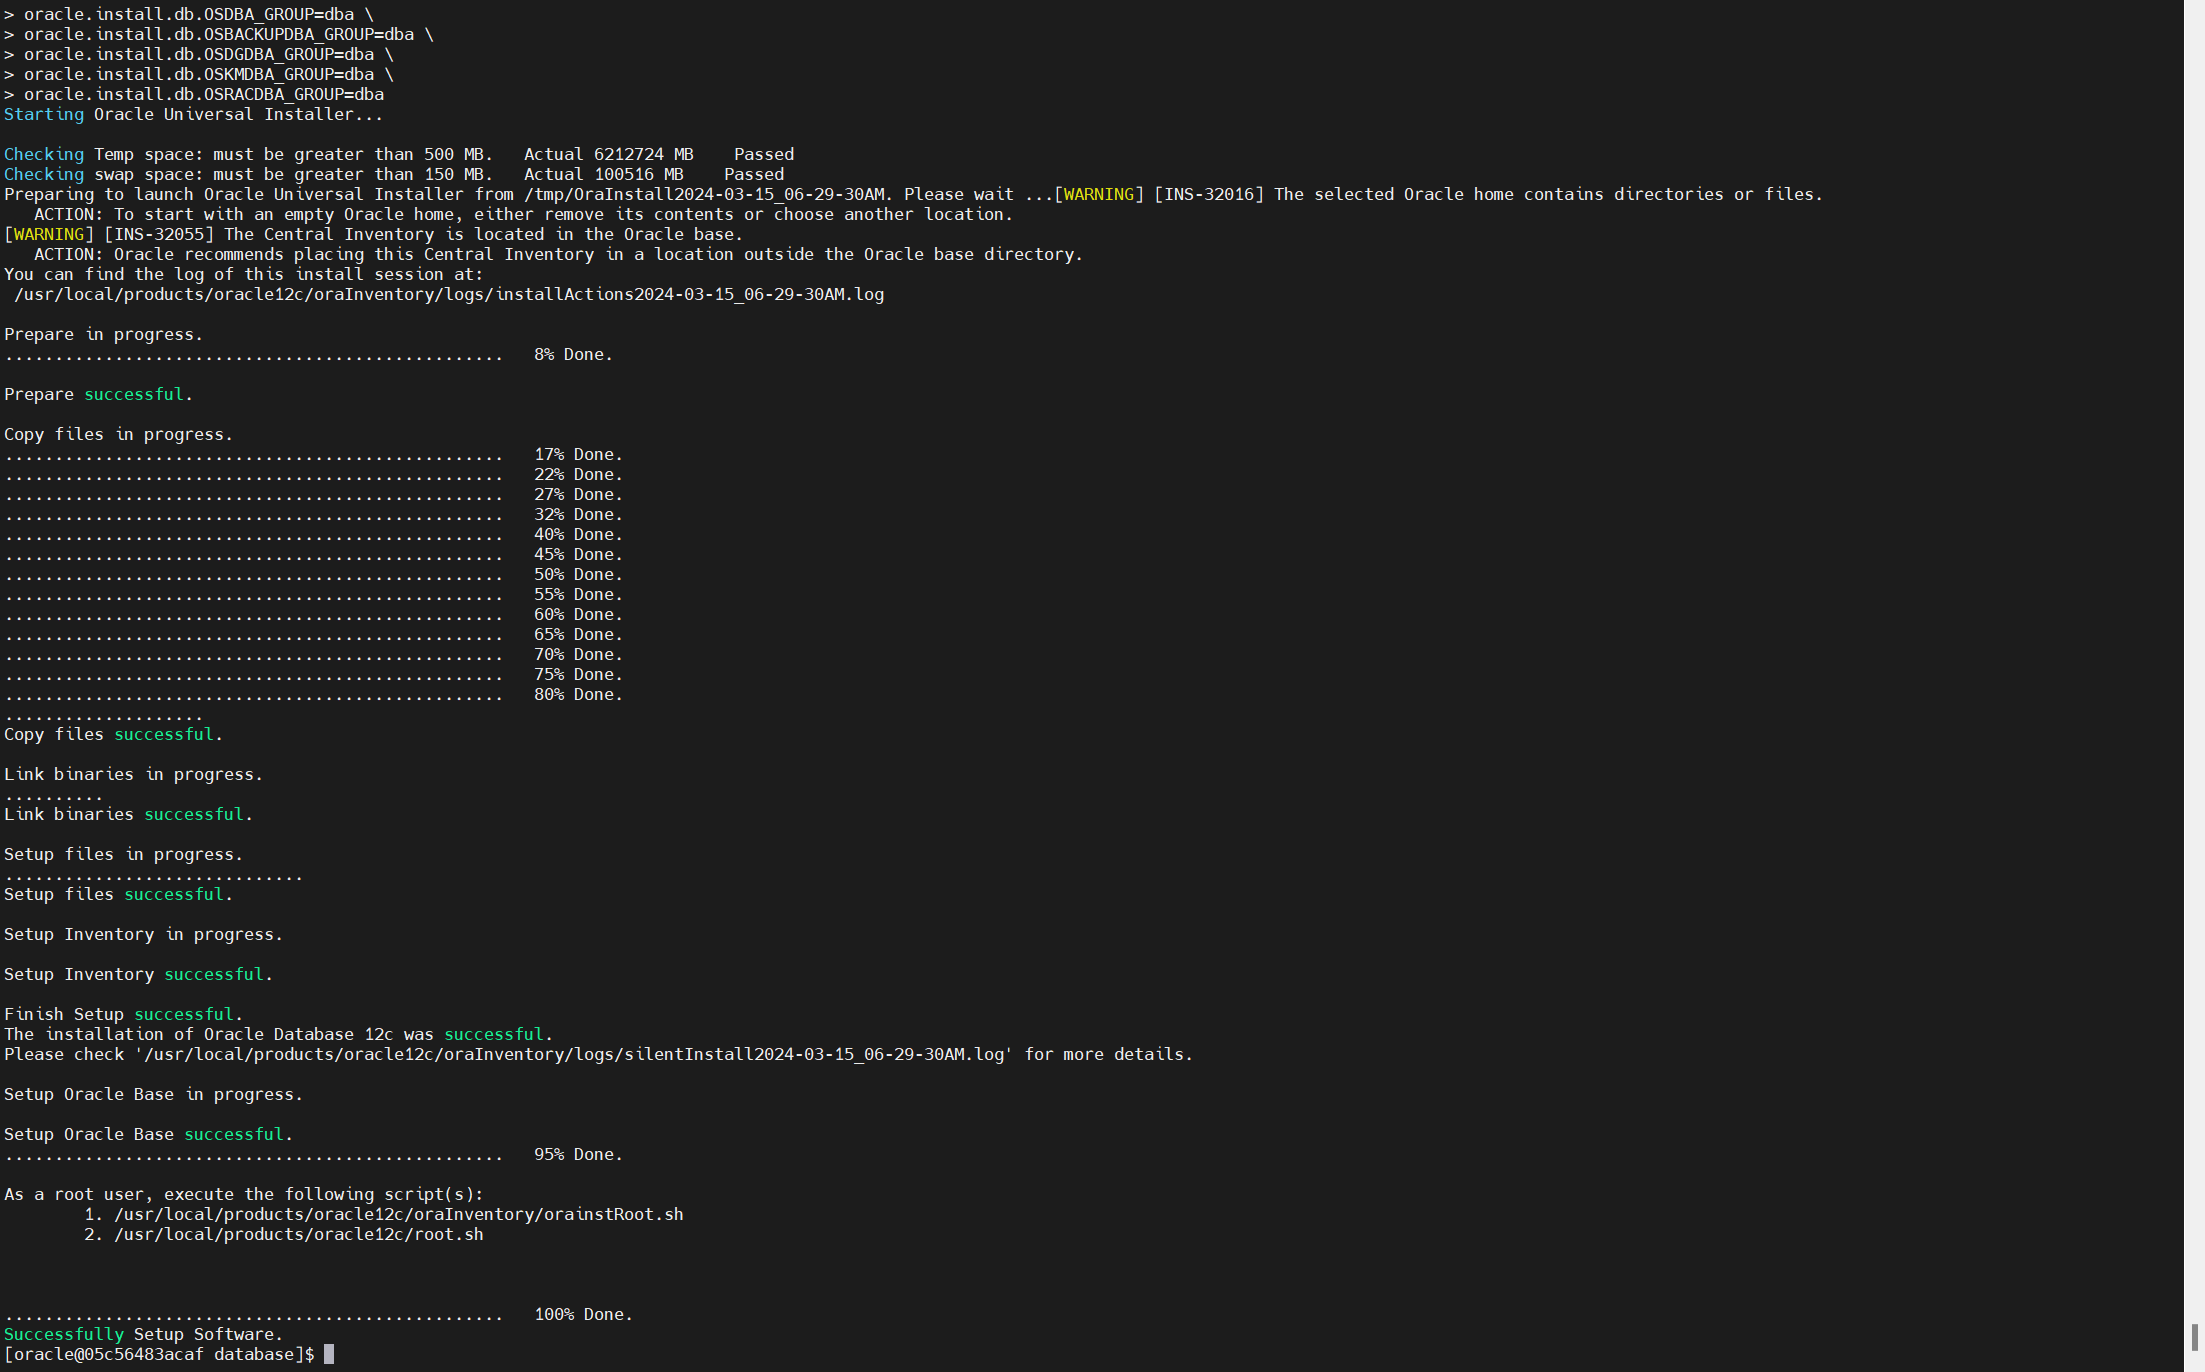 > oracle.install.db.OSDBA_GROUP=dba \
> oracle.install.db.OSBACKUPDBA_GROUP=dba \
> oracle.install.db.OSDGDBA_GROUP=dba \
> oracle.install.db.OSKMDBA_GROUP=dba \
> oracle.install.db.OSRACDBA_GROUP=dba
Starting Oracle Universal Installer...
Checking Temp space: must be greater than 500 MB.   Actual 6212724 MB    Passed
Checking swap space: must be greater than 150 MB.   Actual 100516 MB    Passed
Preparing to launch Oracle Universal Installer from /tmp/OraInstall2024-03-15_06-29-30AM. Please wait ...[WARNING] [INS-32016] The selected Oracle home contains directories or files.
   ACTION: To start with an empty Oracle home, either remove its contents or choose another location.
[WARNING] [INS-32055] The Central Inventory is located in the Oracle base.
   ACTION: Oracle recommends placing this Central Inventory in a location outside the Oracle base directory.
You can find the log of this install session at:
 /usr/local/products/oracle12c/oraInventory/logs/installActions2024-03-15_06-29-30AM.log
Prepare in progress.
..................................................   8% Done.
Prepare successful.
Copy files in progress.
..................................................   17% Done.
..................................................   22% Done.
..................................................   27% Done.
..................................................   32% Done.
..................................................   40% Done.
..................................................   45% Done.
..................................................   50% Done.
..................................................   55% Done.
..................................................   60% Done.
..................................................   65% Done.
..................................................   70% Done.
..................................................   75% Done.
..................................................   80% Done.
....................
Copy files successful.
Link binaries in progress.
..........
Link binaries successful.
Setup files in progress.
..............................
Setup files successful.
Setup Inventory in progress.
Setup Inventory successful.
Finish Setup successful.
The installation of Oracle Database 12c was successful.
Please check '/usr/local/products/oracle12c/oraInventory/logs/silentInstall2024-03-15_06-29-30AM.log' for more details.
Setup Oracle Base in progress.
Setup Oracle Base successful.
..................................................   95% Done.
As a root user, execute the following script(s):
        1. /usr/local/products/oracle12c/oraInventory/orainstRoot.sh
        2. /usr/local/products/oracle12c/root.sh
..................................................   100% Done.
Successfully Setup Software.
[oracle@05c56483acaf database]$